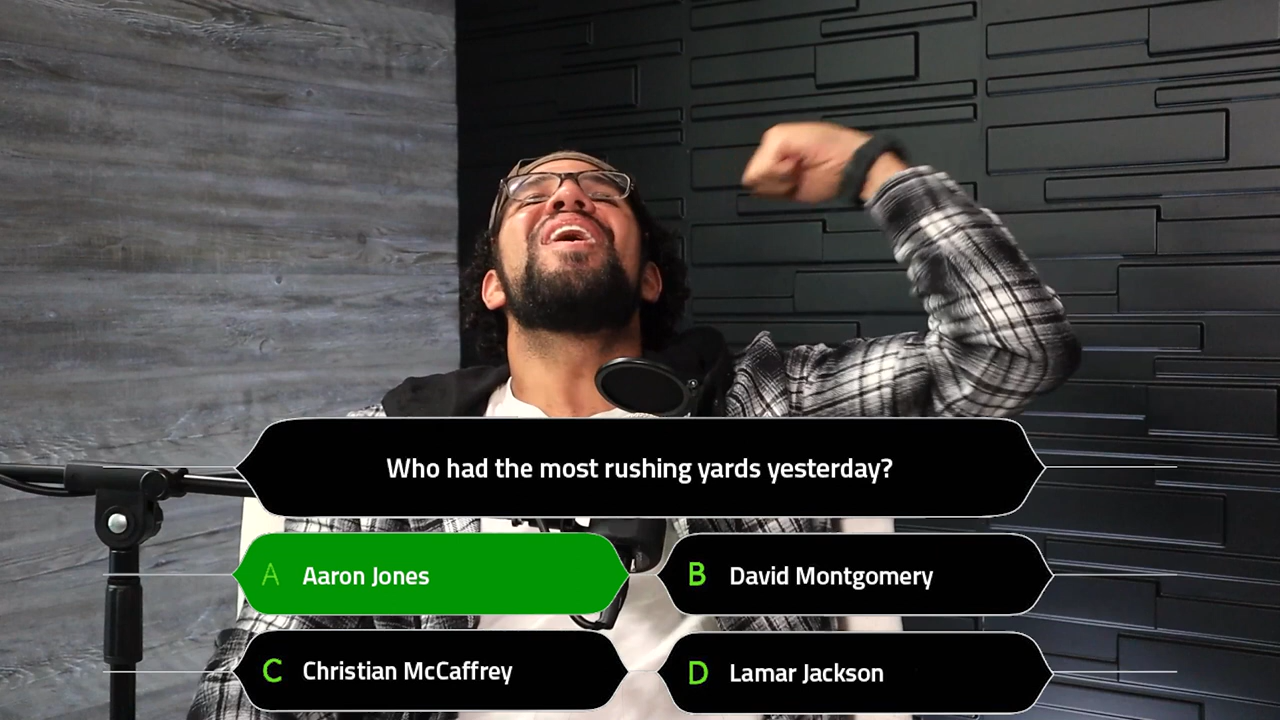 Who had the most rushing yards yesterday?
A Aaron Jones
B David Montgomery
C Christian McCaffrey
D Lamar Jackson